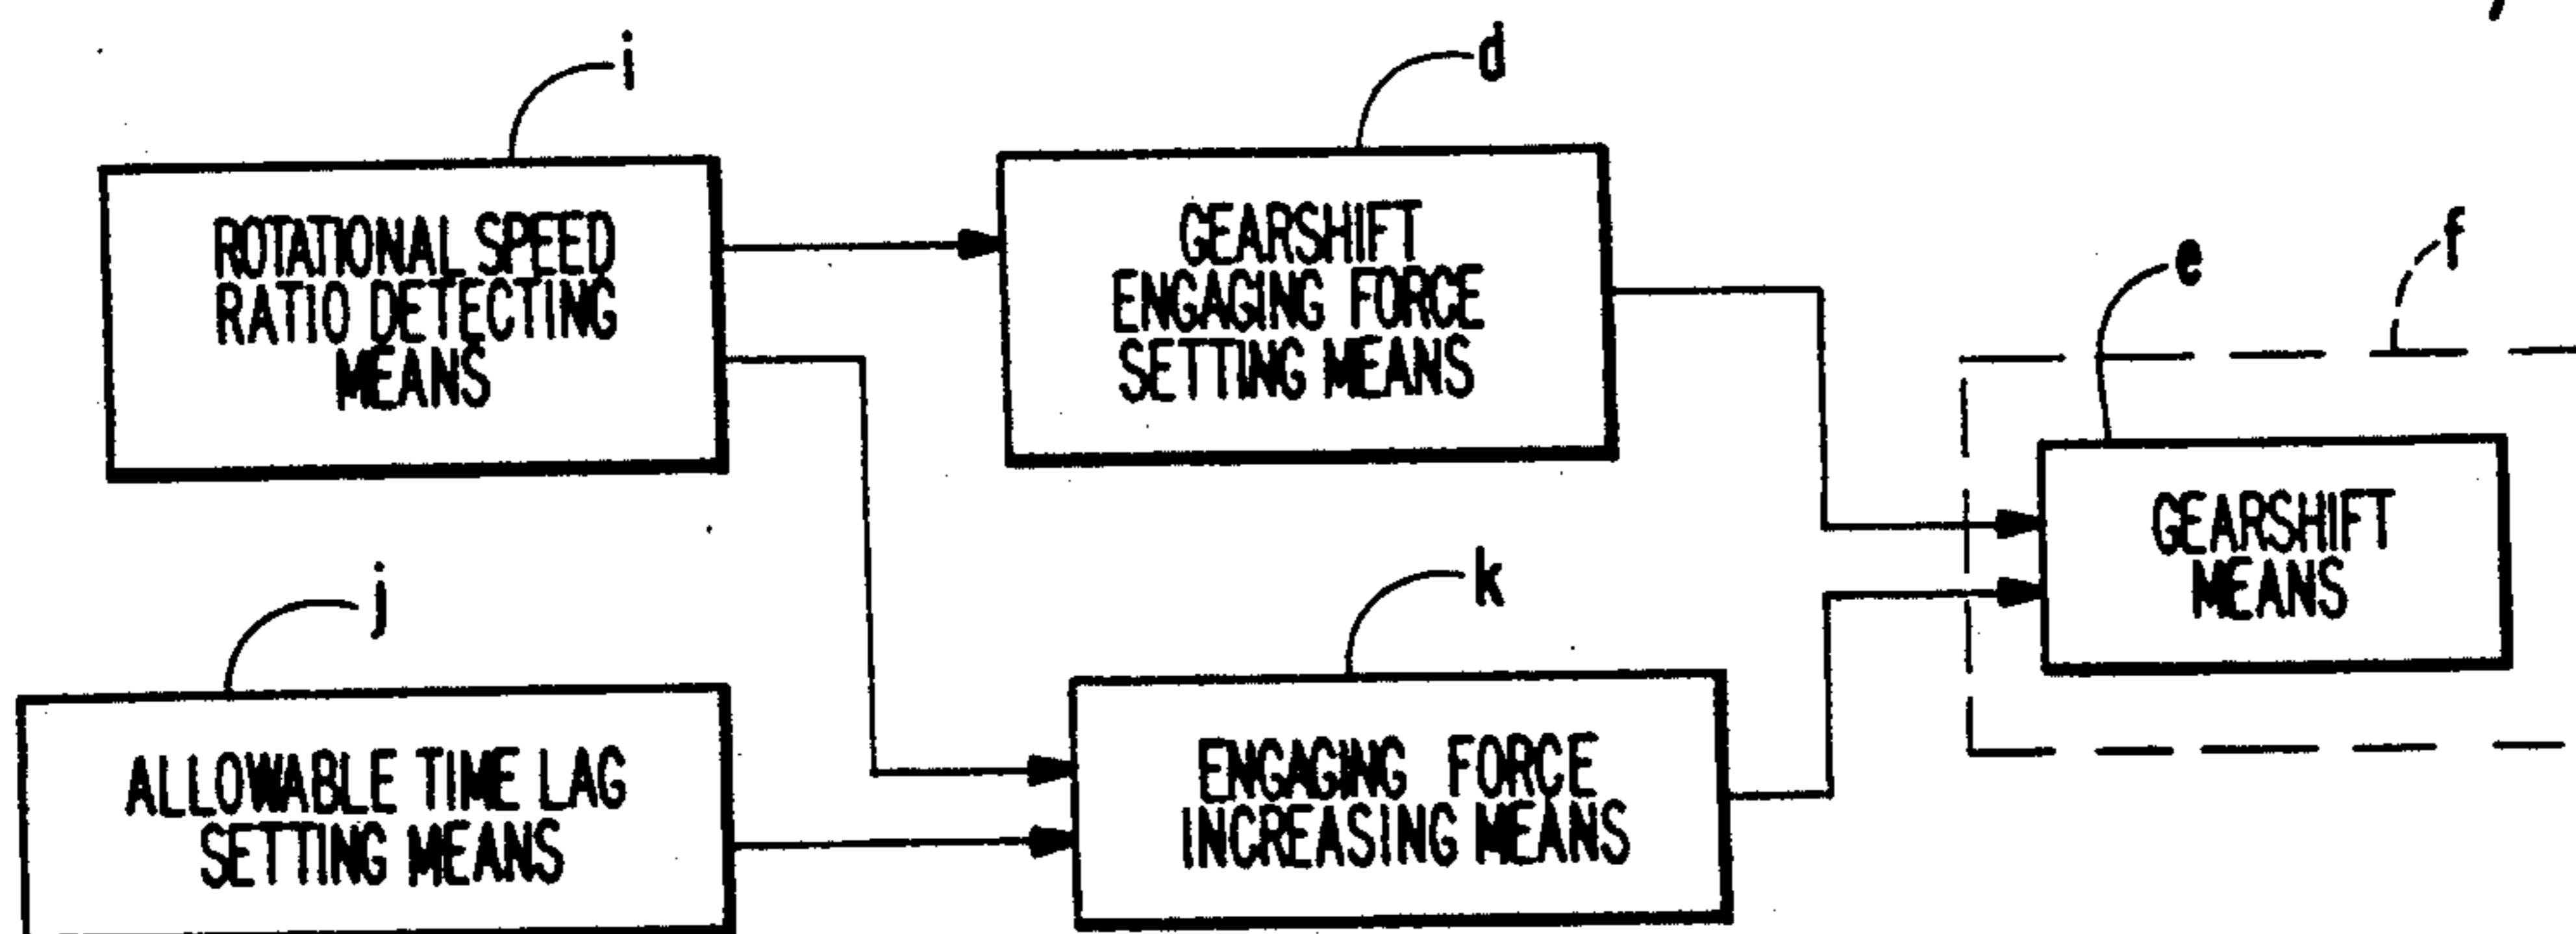 i
d
ROTATIONAL SPEED
RATIO DETECTING
MEANS
GEARSHIFT
ENGAGING FORCE
SETTING MEANS
e
f
GEARSHIFT
MEANS
j
k
ALLOWABLE TIME LAG
SETTING MEANS
ENGAGING FORCE
INCREASING MEANS